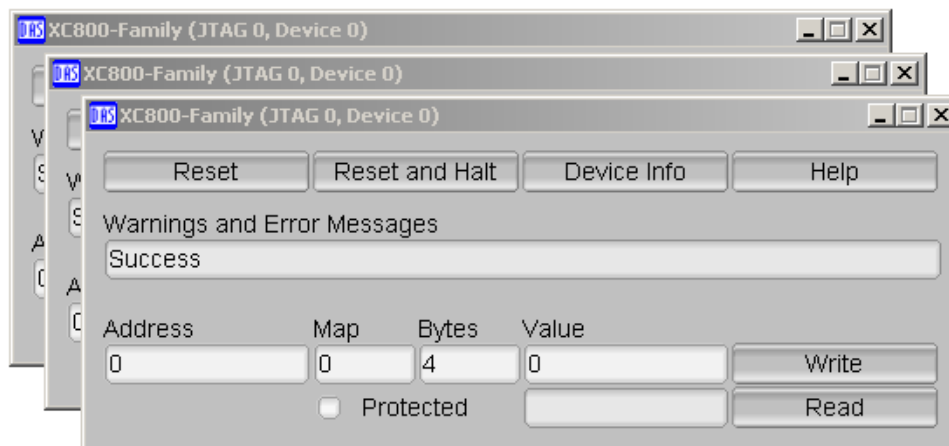 DAS XC800-Family (JTAG 0, Device 0)
DAS XC800-Family (JTAG 0, Device 0)
DAS XC800-Family (JTAG 0, Device 0)
Reset Reset and Halt Device Info Help
Warnings and Error Messages
Success
Address Map Bytes Value
0 0 4 0 Write
Protected Read